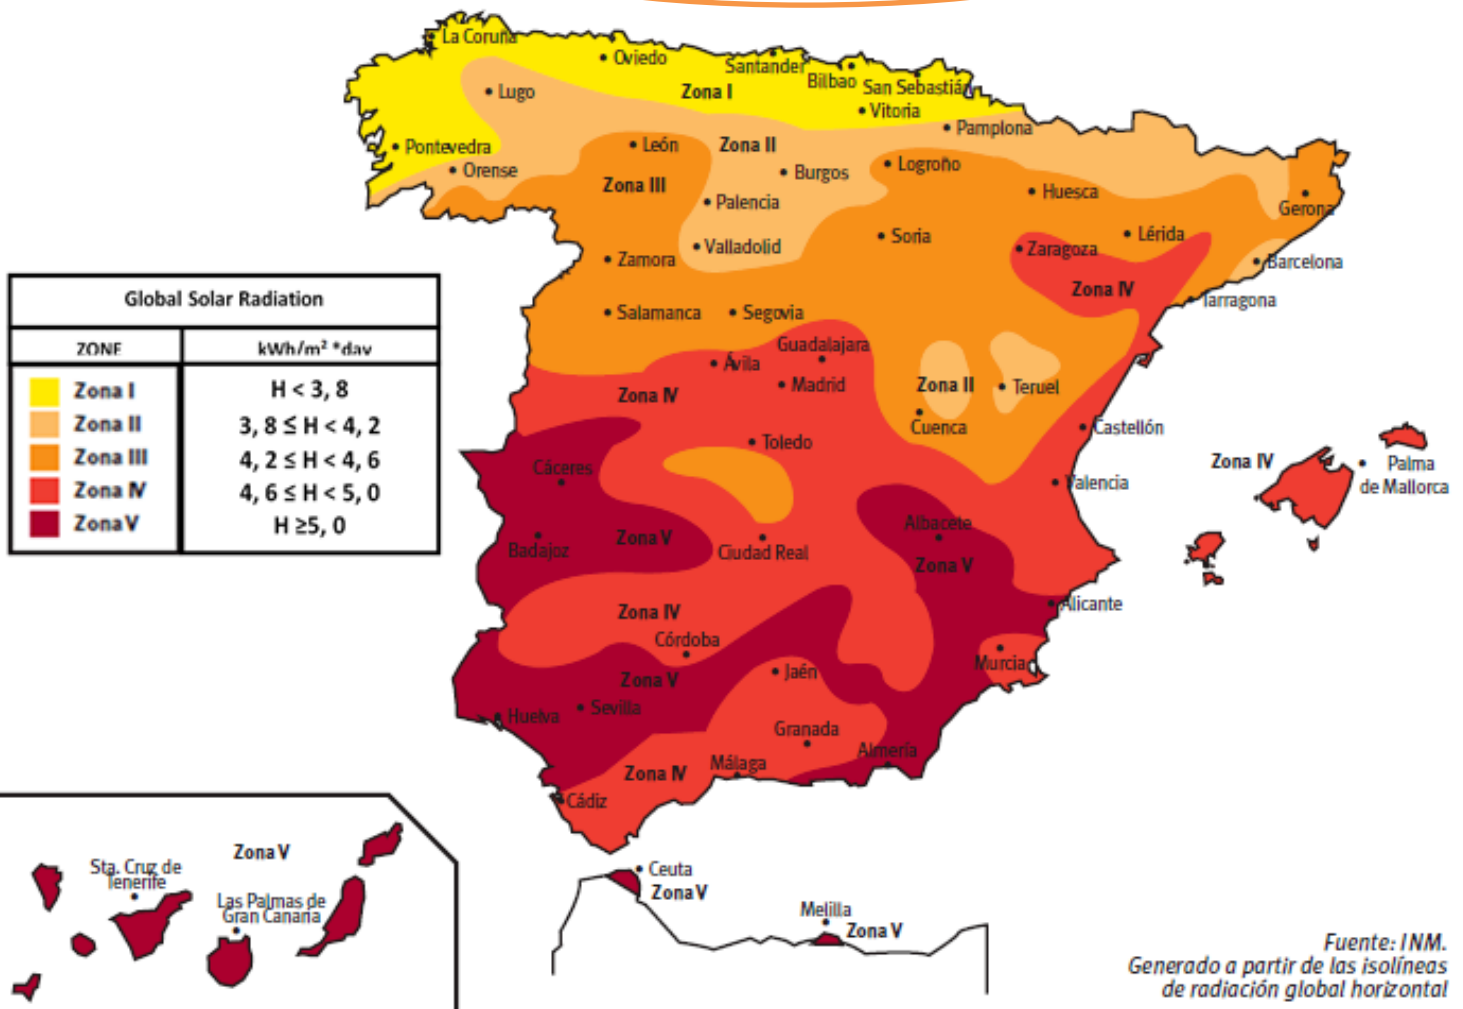 La Coruña
Oviedo
Santander
Bilbao
San Sebastián
Zona I
Lugo
Vitoria
Pamplona
Pontevedra
León
Zona II
Orense
Burgos
Logroño
Zona III
Palencia
Huesca
Gerona
Soria
Lérida
Valladolid
Zaragoza
Zamora
Barcelona
Zona IV
Tarragona
Salamanca
Segovia
Guadalajara
Ávila
Madrid
Zona II
Teruel
Zona IV
Cuenca
Castellón
Toledo
Cáceres
Valencia
Zona IV
Palma
de Mallorca
Albacete
Badajoz
Zona V
Ciudad Real
Zona V
Alicante
Zona IV
Córdoba
Murcia
Jaén
Zona V
Huelva
Sevilla
Granada
Almería
Málaga
Zona IV
Cádiz
Global Solar Radiation
ZONE kWh/m² *day
Zona I H < 3, 8
Zona II 3, 8 ≤ H < 4, 2
Zona III 4, 2 ≤ H < 4, 6
Zona IV 4, 6 ≤ H < 5, 0
Zona V H ≥5, 0
Zona V
Sta. Cruz de
Tenerife
Las Palmas de
Gran Canaria
Ceuta
Zona V
Melilla
Zona V
Fuente: INM.
Generado a partir de las isolíneas
de radiación global horizontal